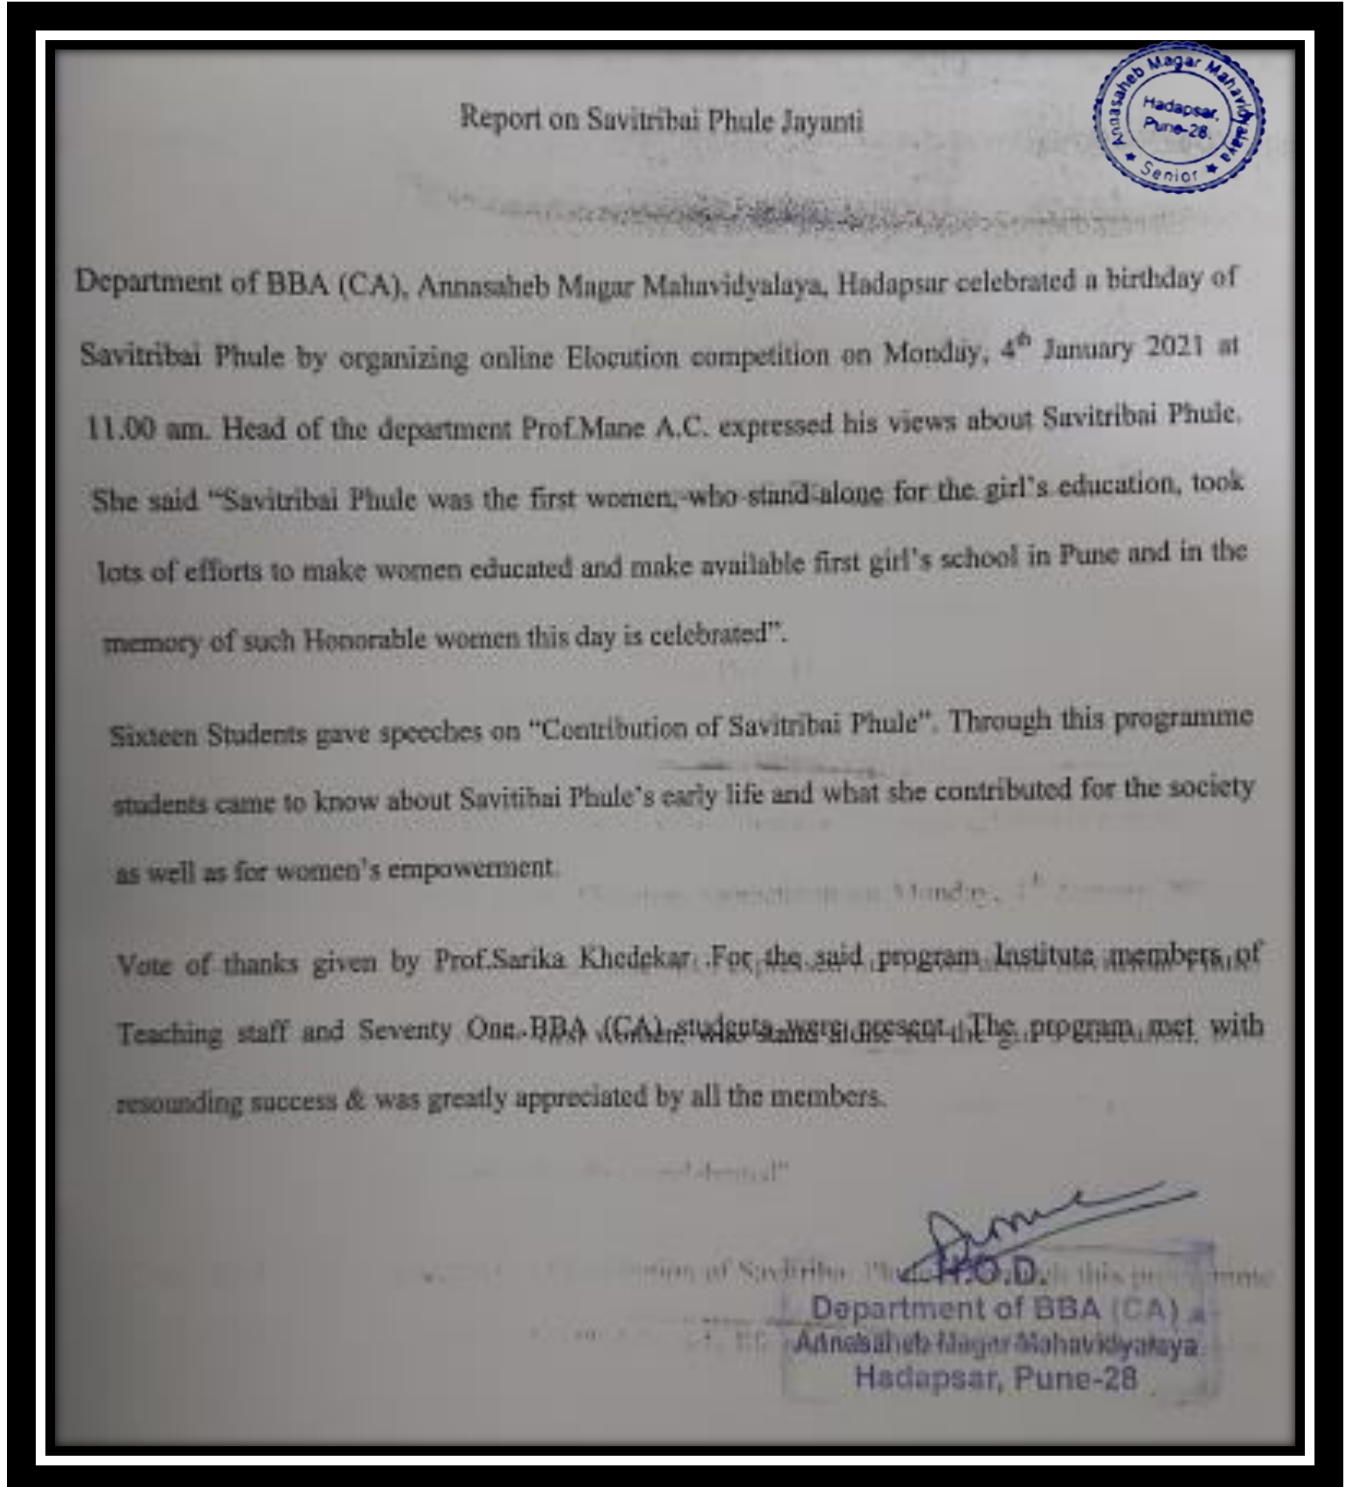 Report on Savitribai Phule Jayanti
Annasaheb Magar Mahavidyalaya
Hadapsar,
Pune-28.
★ Senior ★
Department of BBA (CA), Annasaheb Magar Mahavidyalaya, Hadapsar celebrated a birthday of
Savitribai Phule by organizing online Elocution competition on Monday, 4th January 2021 at
11.00 am. Head of the department Prof.Mane A.C. expressed his views about Savitribai Phule.
She said “Savitribai Phule was the first women, who stand alone for the girl’s education, took
lots of efforts to make women educated and make available first girl’s school in Pune and in the
memory of such Honorable women this day is celebrated”.
Sixteen Students gave speeches on “Contribution of Savitribai Phule”. Through this programme
students came to know about Savitibai Phule’s early life and what she contributed for the society
as well as for women’s empowerment.
Vote of thanks given by Prof.Sarika Khedekar. For the said program Institute members of
Teaching staff and Seventy One BBA (CA) students were present. The program met with
resounding success & was greatly appreciated by all the members.
H.O.D.
Department of BBA (CA)
Annasaheb Magar Mahavidyalaya
Hadapsar, Pune-28